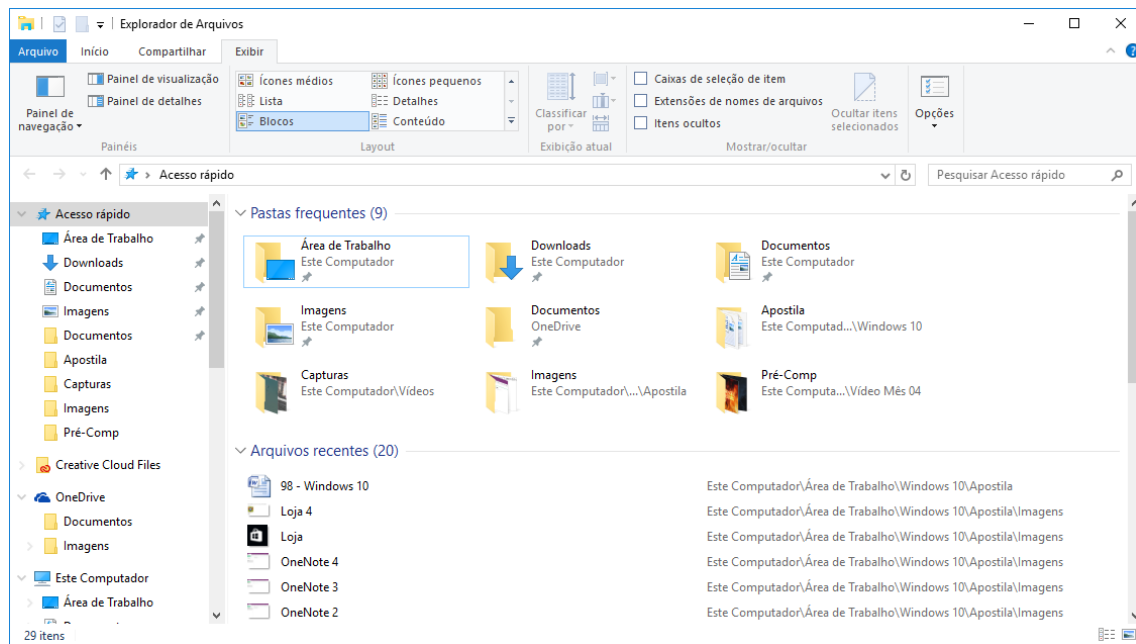 Explorador de Arquivos
Arquivo Início Compartilhar Exibir
Painel de navegação
Painel de visualização
Painel de detalhes
Painéis
Ícones médios Ícones pequenos
Lista Detalhes
Blocos Conteúdo
Layout
Classificar por
Exibição atual
Caixas de seleção de item
Extensões de nomes de arquivos
Itens ocultos
Ocultar itens selecionados
Mostrar/ocultar
Opções
Acesso rápido
Pesquisar Acesso rápido
Acesso rápido
Área de Trabalho
Downloads
Documentos
Imagens
Documentos
Apostila
Capturas
Imagens
Pré-Comp
Creative Cloud Files
OneDrive
Documentos
Imagens
Este Computador
Área de Trabalho
Pastas frequentes (9)
Área de Trabalho
Este Computador
Downloads
Este Computador
Documentos
Este Computador
Imagens
Este Computador
Documentos
OneDrive
Apostila
Este Computad...\Windows 10
Capturas
Este Computador\Vídeos
Imagens
Este Computador\...\Apostila
Pré-Comp
Este Computa...\Vídeo Mês 04
Arquivos recentes (20)
98 - Windows 10 Este Computador\Área de Trabalho\Windows 10\Apostila
Loja 4 Este Computador\Área de Trabalho\Windows 10\Apostila\Imagens
Loja Este Computador\Área de Trabalho\Windows 10\Apostila\Imagens
OneNote 4 Este Computador\Área de Trabalho\Windows 10\Apostila\Imagens
OneNote 3 Este Computador\Área de Trabalho\Windows 10\Apostila\Imagens
OneNote 2 Este Computador\Área de Trabalho\Windows 10\Apostila\Imagens
29 itens